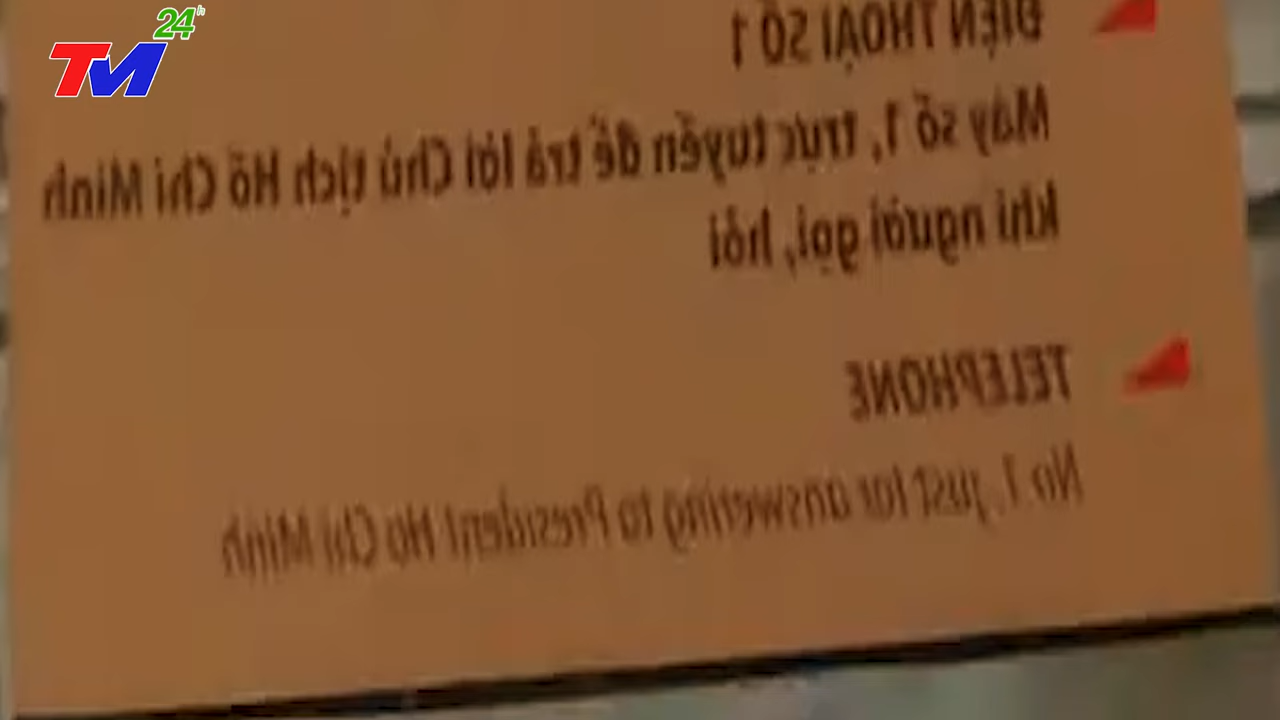 TM 24h
ĐIỆN THOẠI SỐ 1
Máy số 1, trực tuyến để trả lời Chủ tịch Hồ Chí Minh
khi người gọi, hỏi
TELEPHONE
No 1, just for answering to President Ho Chi Minh